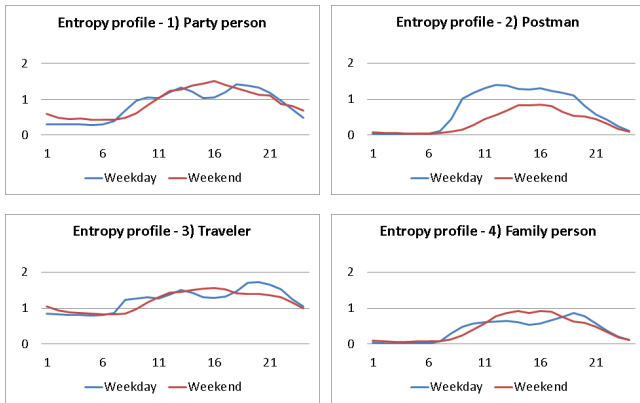 Entropy profile - 1) Party person
2
1
0
1 6 11 16 21
Weekday Weekend
Entropy profile - 2) Postman
2
1
0
1 6 11 16 21
Weekday Weekend
Entropy profile - 3) Traveler
2
1
0
1 6 11 16 21
Weekday Weekend
Entropy profile - 4) Family person
2
1
0
1 6 11 16 21
Weekday Weekend